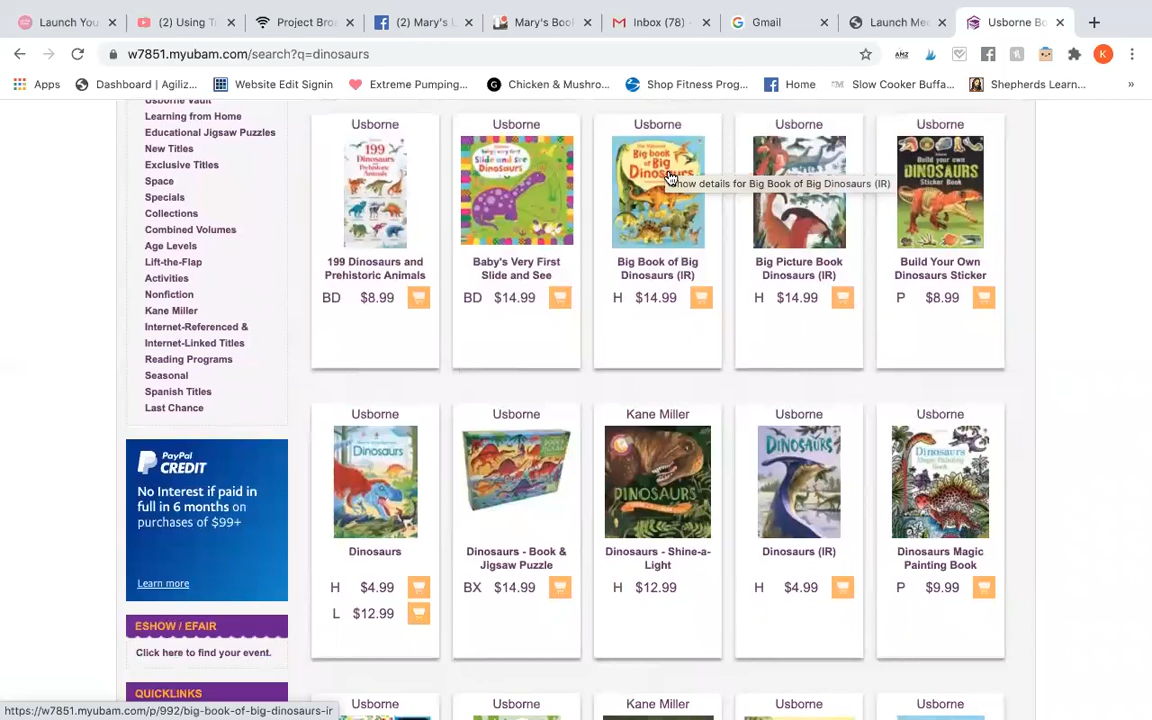 Launch You
(2) Using T
Project Broa
(2) Mary's L
Mary's Boo
Inbox (78)
Gmail
Launch Me
Usborne Bo
w7851.myubam.com/search?q=dinosaurs
K
Apps
Dashboard | Agiliz...
Website Edit Signin
Extreme Pumping...
Chicken & Mushro...
Shop Fitness Prog...
Home
Slow Cooker Buffa...
Shepherds Learn...
»
Usborne Vault
Learning from Home
Educational Jigsaw Puzzles
New Titles
Exclusive Titles
Space
Specials
Collections
Combined Volumes
Age Levels
Lift-the-Flap
Activities
Nonfiction
Kane Miller
Internet-Referenced &
Internet-Linked Titles
Reading Programs
Seasonal
Spanish Titles
Last Chance
PayPal
CREDIT
No Interest if paid in
full in 6 months on
purchases of $99+
Learn more
ESHOW / EFAIR
Click here to find your event.
QUICKLINKS
Usborne
199
Dinosaurs
Prehistoric Animals
199 Dinosaurs and
Prehistoric Animals
BD $8.99
Usborne
baby's very first
Slide and See
Dinosaurs
Baby's Very First
Slide and See
BD $14.99
Usborne
Big book
of Big
Dinosaurs
show details for Big Book of Big Dinosaurs (IR)
Big Book of Big
Dinosaurs (IR)
H $14.99
Usborne
Big Picture Book
Dinosaurs (IR)
H $14.99
Usborne
Build your own
DINOSAURS
Sticker Book
Build Your Own
Dinosaurs Sticker
P $8.99
Usborne
Dinosaurs
Dinosaurs
H $4.99
L $12.99
Usborne
Dinosaurs - Book &
Jigsaw Puzzle
BX $14.99
Kane Miller
DINOSAURS
Dinosaurs - Shine-a-
Light
H $12.99
Usborne
DINOSAURS
Dinosaurs (IR)
H $4.99
Usborne
Dinosaurs
Magic Painting Book
Dinosaurs Magic
Painting Book
P $9.99
Usborne
Usborne
Kane Miller
Usborne
Usborne
https://w7851.myubam.com/p/992/big-book-of-big-dinosaurs-ir